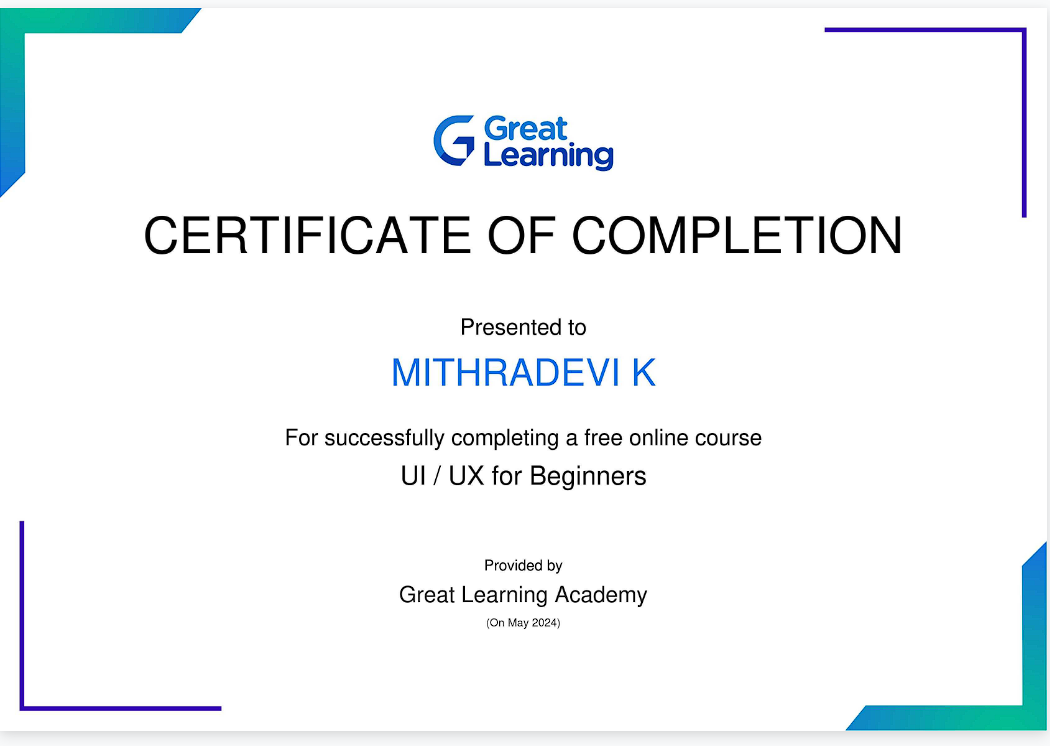 Great
Learning
CERTIFICATE OF COMPLETION
Presented to
MITHRADEVI K
For successfully completing a free online course
UI / UX for Beginners
Provided by
Great Learning Academy
(On May 2024)